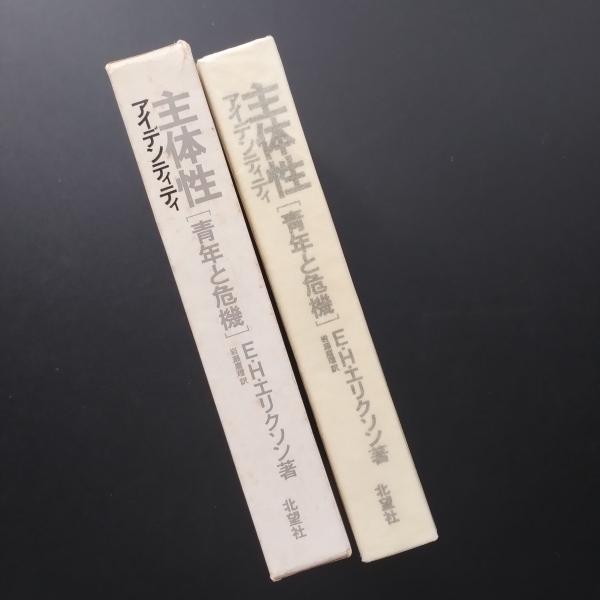 主体性
アイデンティティ
[青年と危機]
E・H・エリクソン著
岩瀬庸理訳
北望社
主体性
アイデンティティ
[青年と危機]
E・H・エリクソン著
岩瀬庸理訳
北望社